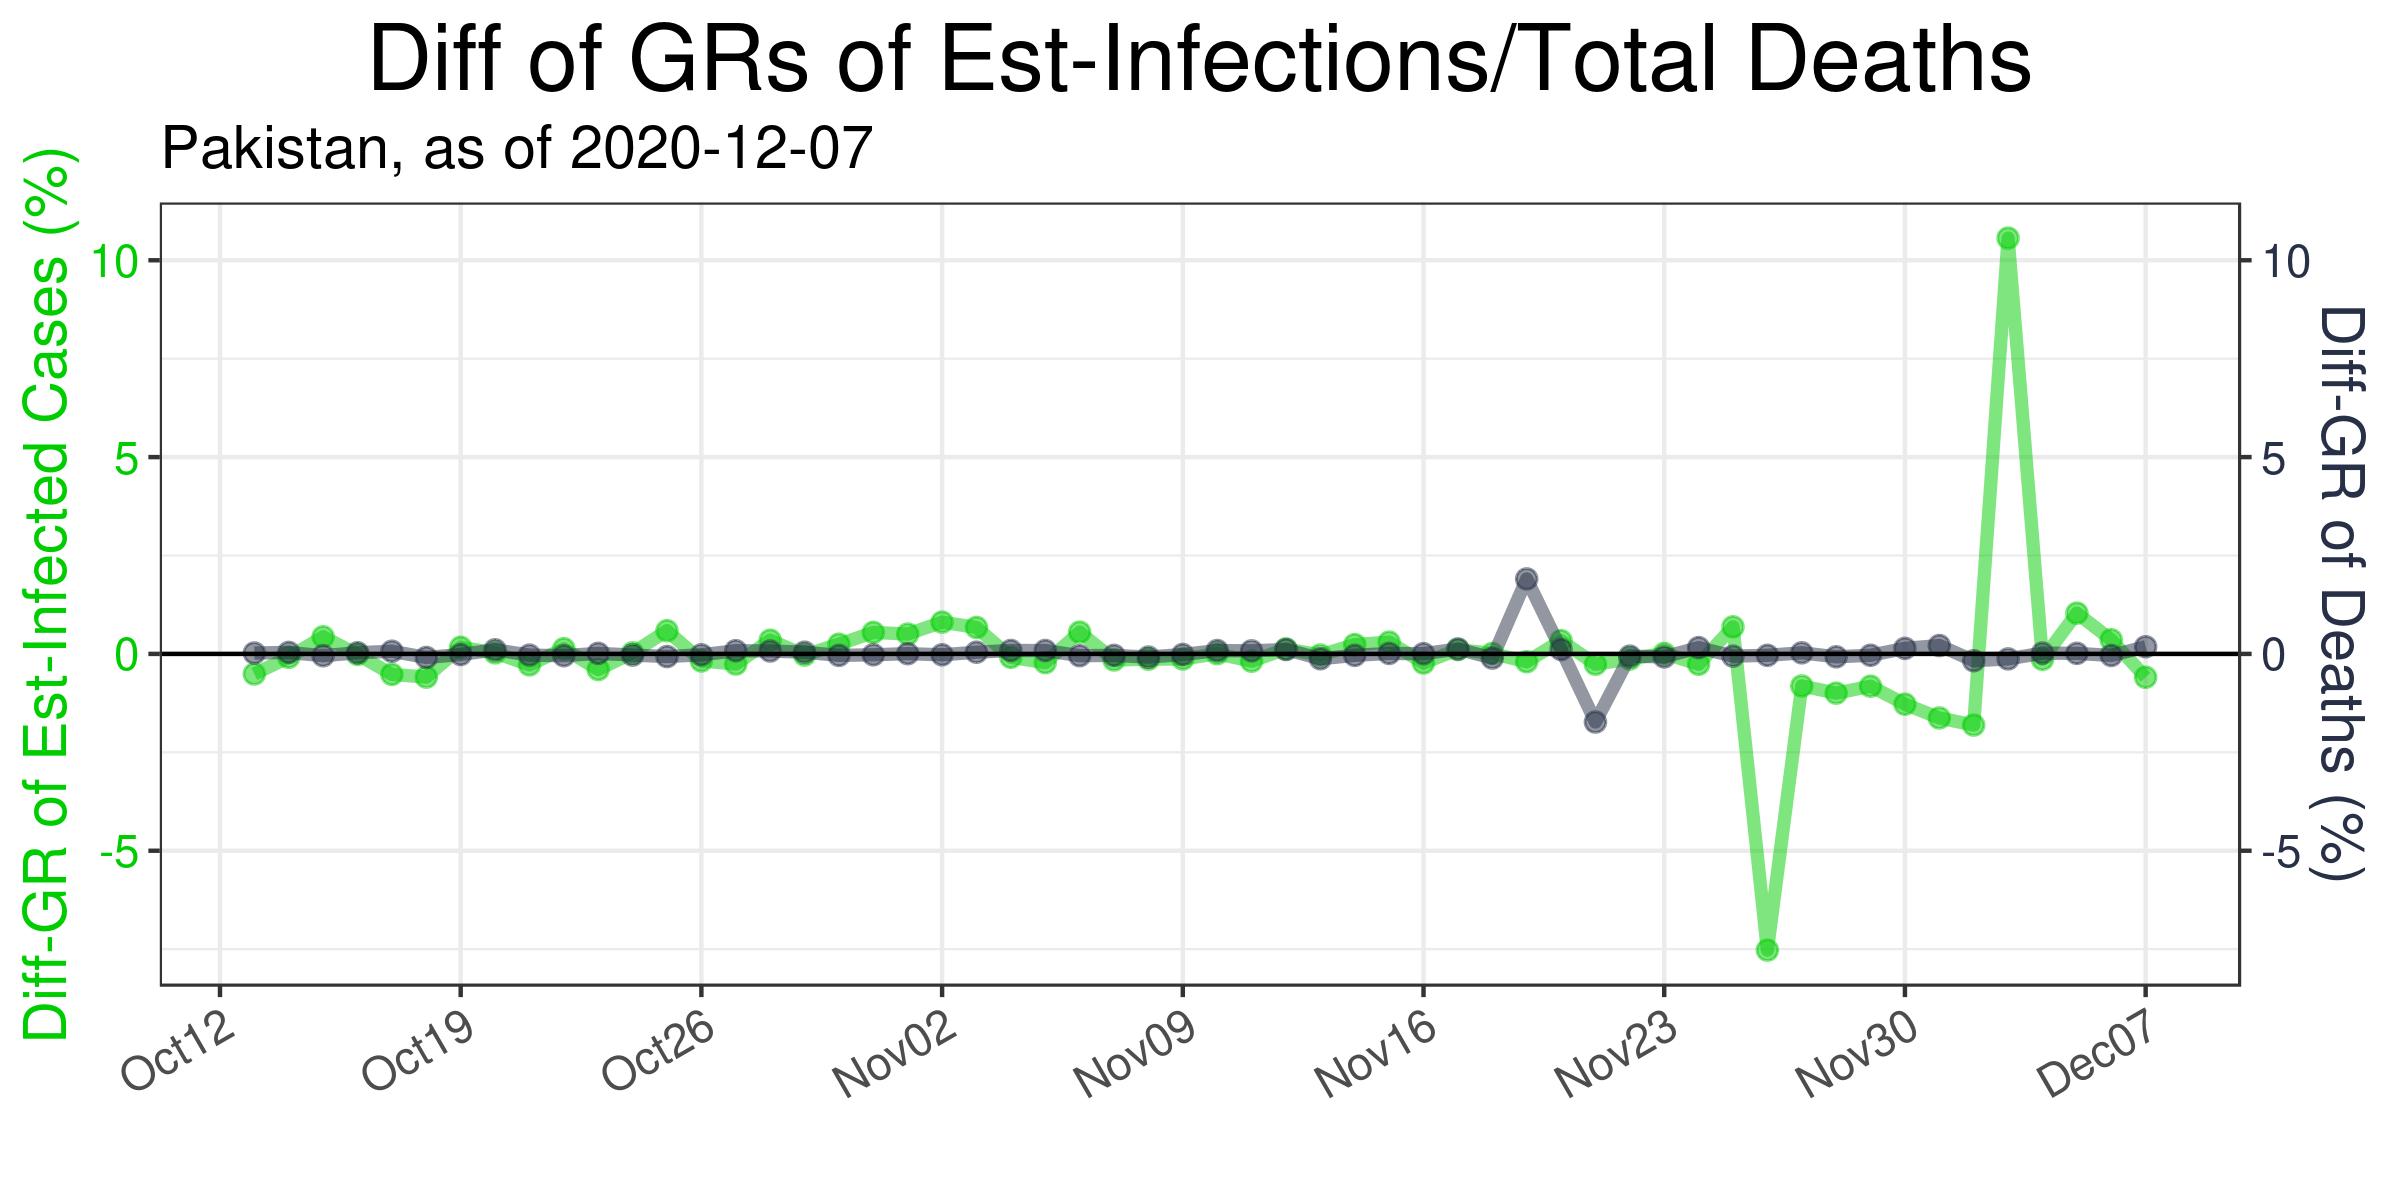 Diff of GRs of Est-Infections/Total Deaths
Pakistan, as of 2020-12-07
Diff-GR of Est-Infected Cases (%)
10
5
0
-5
10
5
0
-5
Diff-GR of Deaths (%)
Oct12
Oct19
Oct26
Nov02
Nov09
Nov16
Nov23
Nov30
Dec07